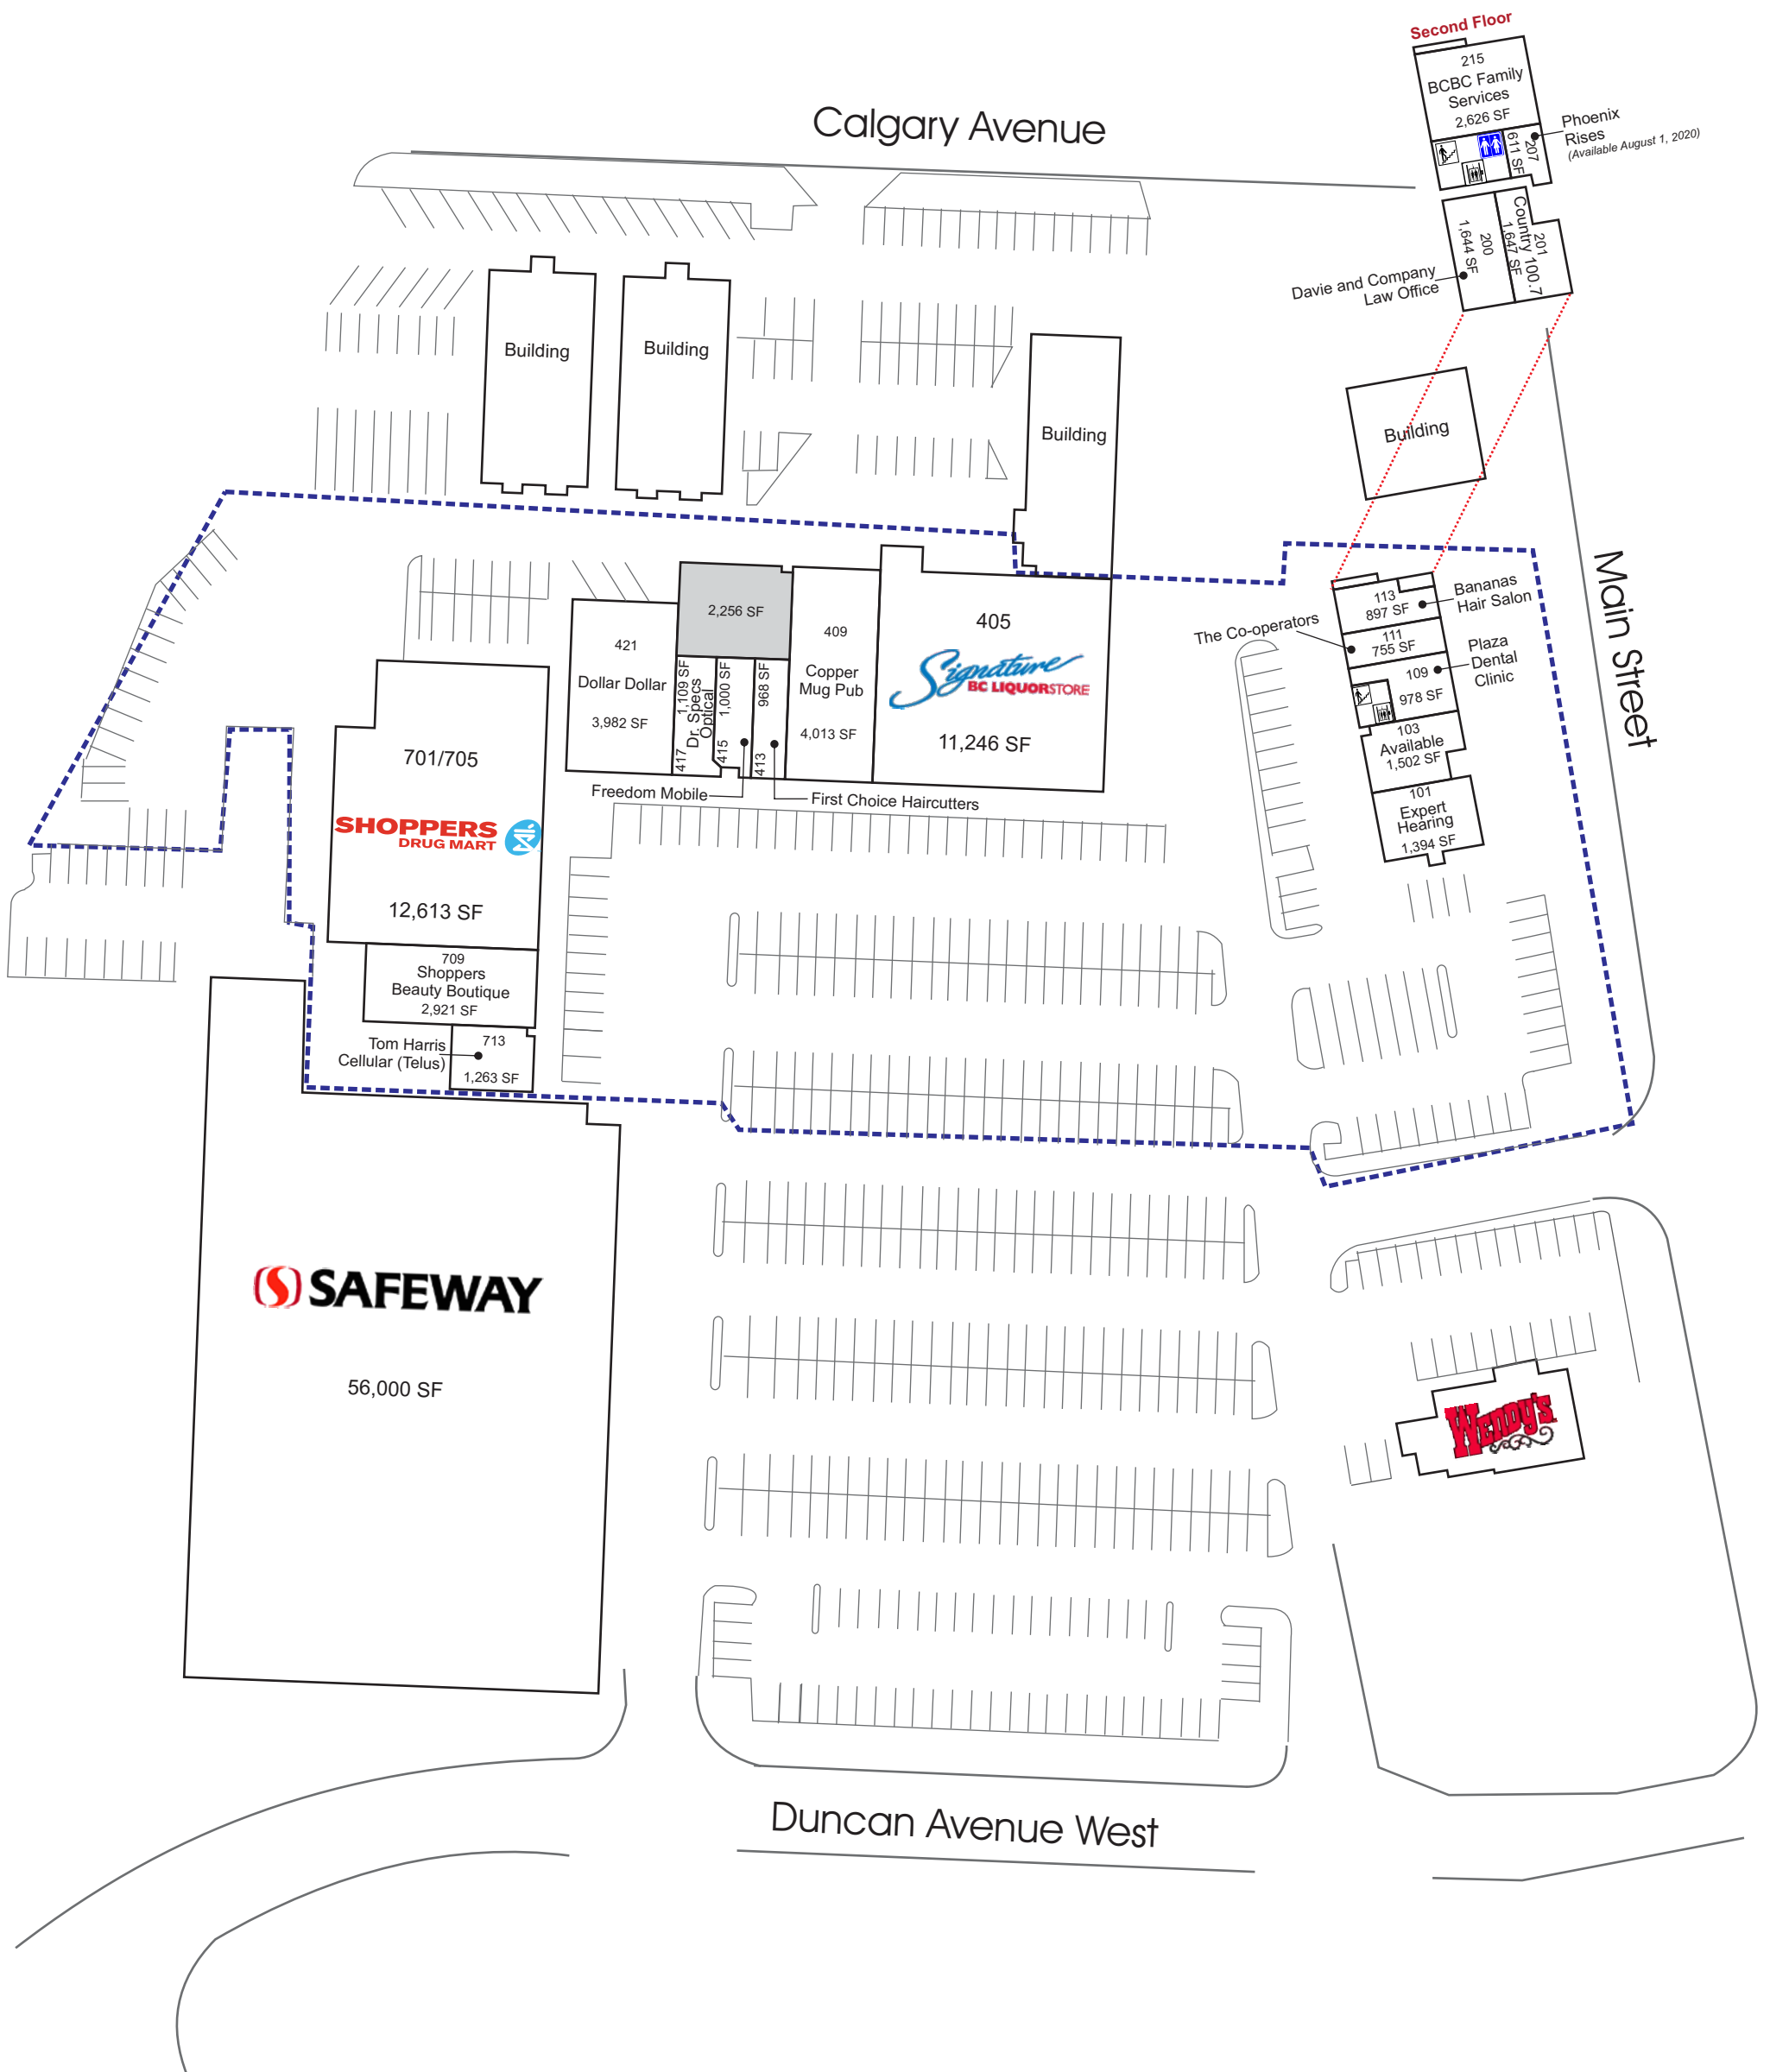 Second Floor
215
BCBC Family
Services
2,626 SF
207
611 SF
Phoenix
Rises
(Available August 1, 2020)
Calgary Avenue
200
1,644 SF
201
Country 100.7
1,647 SF
Davie and Company
Law Office
Building
Building
Building
Building
Main Street
113
897 SF
Bananas
Hair Salon
The Co-operators
111
755 SF
Plaza
Dental
Clinic
109
978 SF
103
Available
1,502 SF
101
Expert
Hearing
1,394 SF
2,256 SF
421
Dollar Dollar
3,982 SF
417
1,109 SF
Dr. Specs
Optical
415
1,000 SF
413
968 SF
409
Copper
Mug Pub
4,013 SF
405
Signature
BC LIQUORSTORE
11,246 SF
Freedom Mobile
First Choice Haircutters
701/705
SHOPPERS
DRUG MART
12,613 SF
709
Shoppers
Beauty Boutique
2,921 SF
Tom Harris
Cellular (Telus)
713
1,263 SF
SAFEWAY
56,000 SF
WENDY'S
Duncan Avenue West